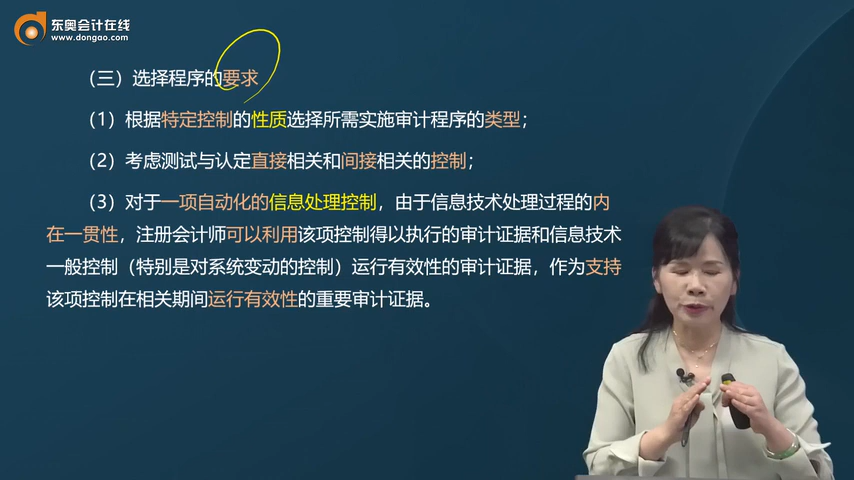 东奥会计在线
www.dongao.com
（三）选择程序的要求
（1）根据特定控制的性质选择所需实施审计程序的类型；
（2）考虑测试与认定直接相关和间接相关的控制；
（3）对于一项自动化的信息处理控制，由于信息技术处理过程的内
在一贯性，注册会计师可以利用该项控制得以执行的审计证据和信息技术
一般控制（特别是对系统变动的控制）运行有效性的审计证据，作为支持
该项控制在相关期间运行有效性的重要审计证据。